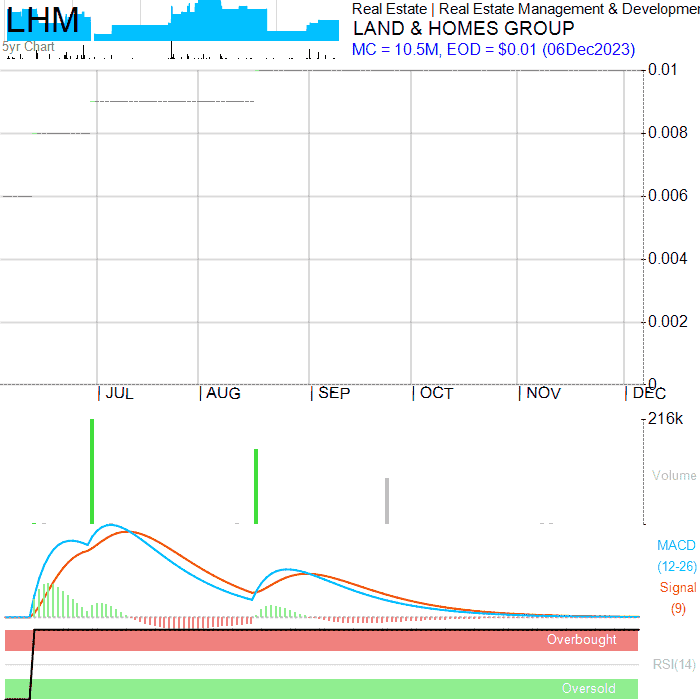 LHM
5yr Chart
Real Estate | Real Estate Management & Developmen
LAND & HOMES GROUP
MC = 10.5M, EOD = $0.01 (06Dec2023)
0.01
0.008
0.006
0.004
0.002
0
JUL AUG SEP OCT NOV DEC
216k
Volume
MACD
(12-26)
Signal
(9)
Overbought
RSI(14)
Oversold